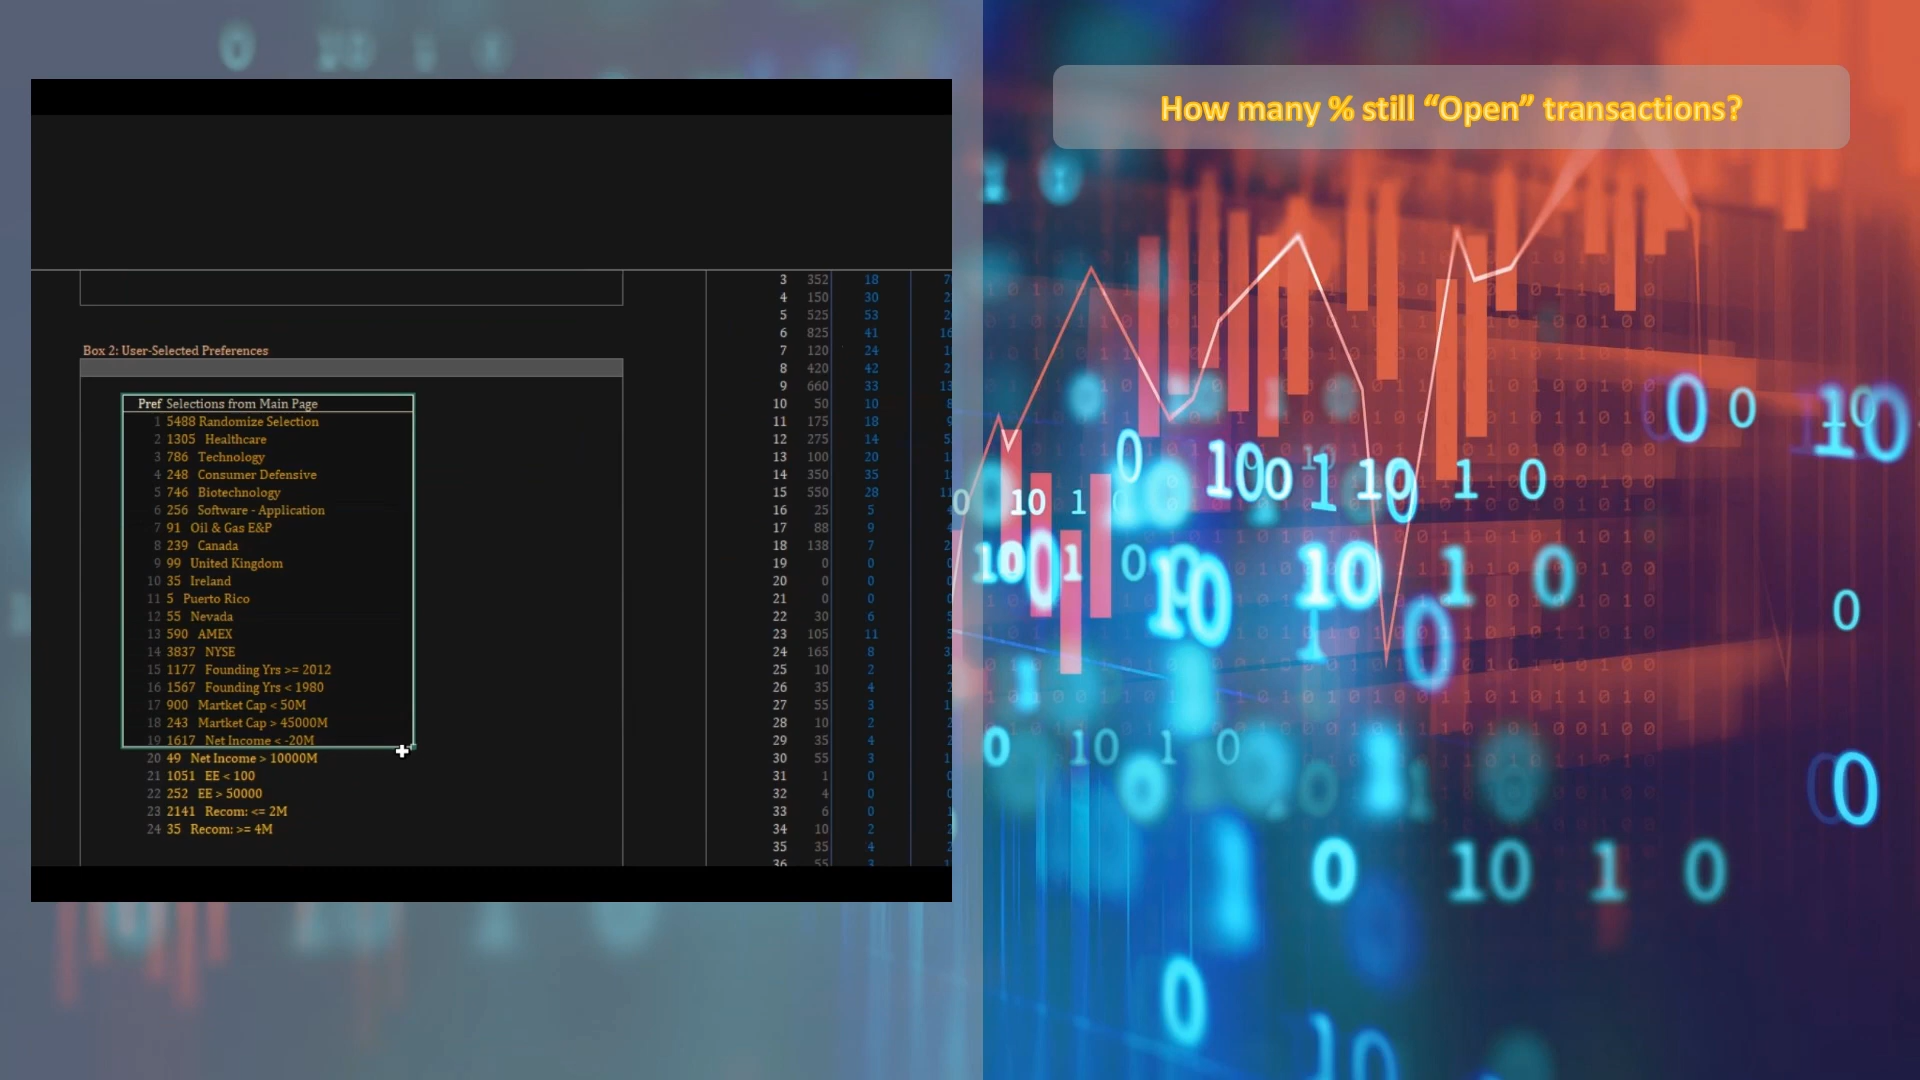 How many % still “Open” transactions?
Box 2: User-Selected Preferences
Pref Selections from Main Page
1 5488 Randomize Selection
2 1305 Healthcare
3 786 Technology
4 248 Consumer Defensive
5 746 Biotechnology
6 256 Software - Application
7 91 Oil & Gas E&P
8 239 Canada
9 99 United Kingdom
10 35 Ireland
11 5 Puerto Rico
12 55 Nevada
13 590 AMEX
14 3837 NYSE
15 1177 Founding Yrs >= 2012
16 1567 Founding Yrs < 1980
17 900 Martket Cap < 50M
18 243 Martket Cap > 45000M
19 1617 Net Income < -20M
20 49 Net Income > 10000M
21 1051 EE < 100
22 252 EE > 50000
23 2141 Recom: <= 2M
24 35 Recom: >= 4M
3 352 18
4 150 30
5 525 53
6 825 41
7 120 24
8 420 42
9 660 33
10 50 10
11 175 18
12 275 14
13 100 20
14 350 35
15 550 28
16 25 5
17 88 9
18 138 7
19 0 0
20 0 0
21 0 0
22 30 6
23 105 11
24 165 8
25 10 2
26 35 4
27 55 3
28 10 2
29 35 4
30 55 3
31 1 0
32 4 0
33 6 0
34 10 2
35 35 4
36 55 3